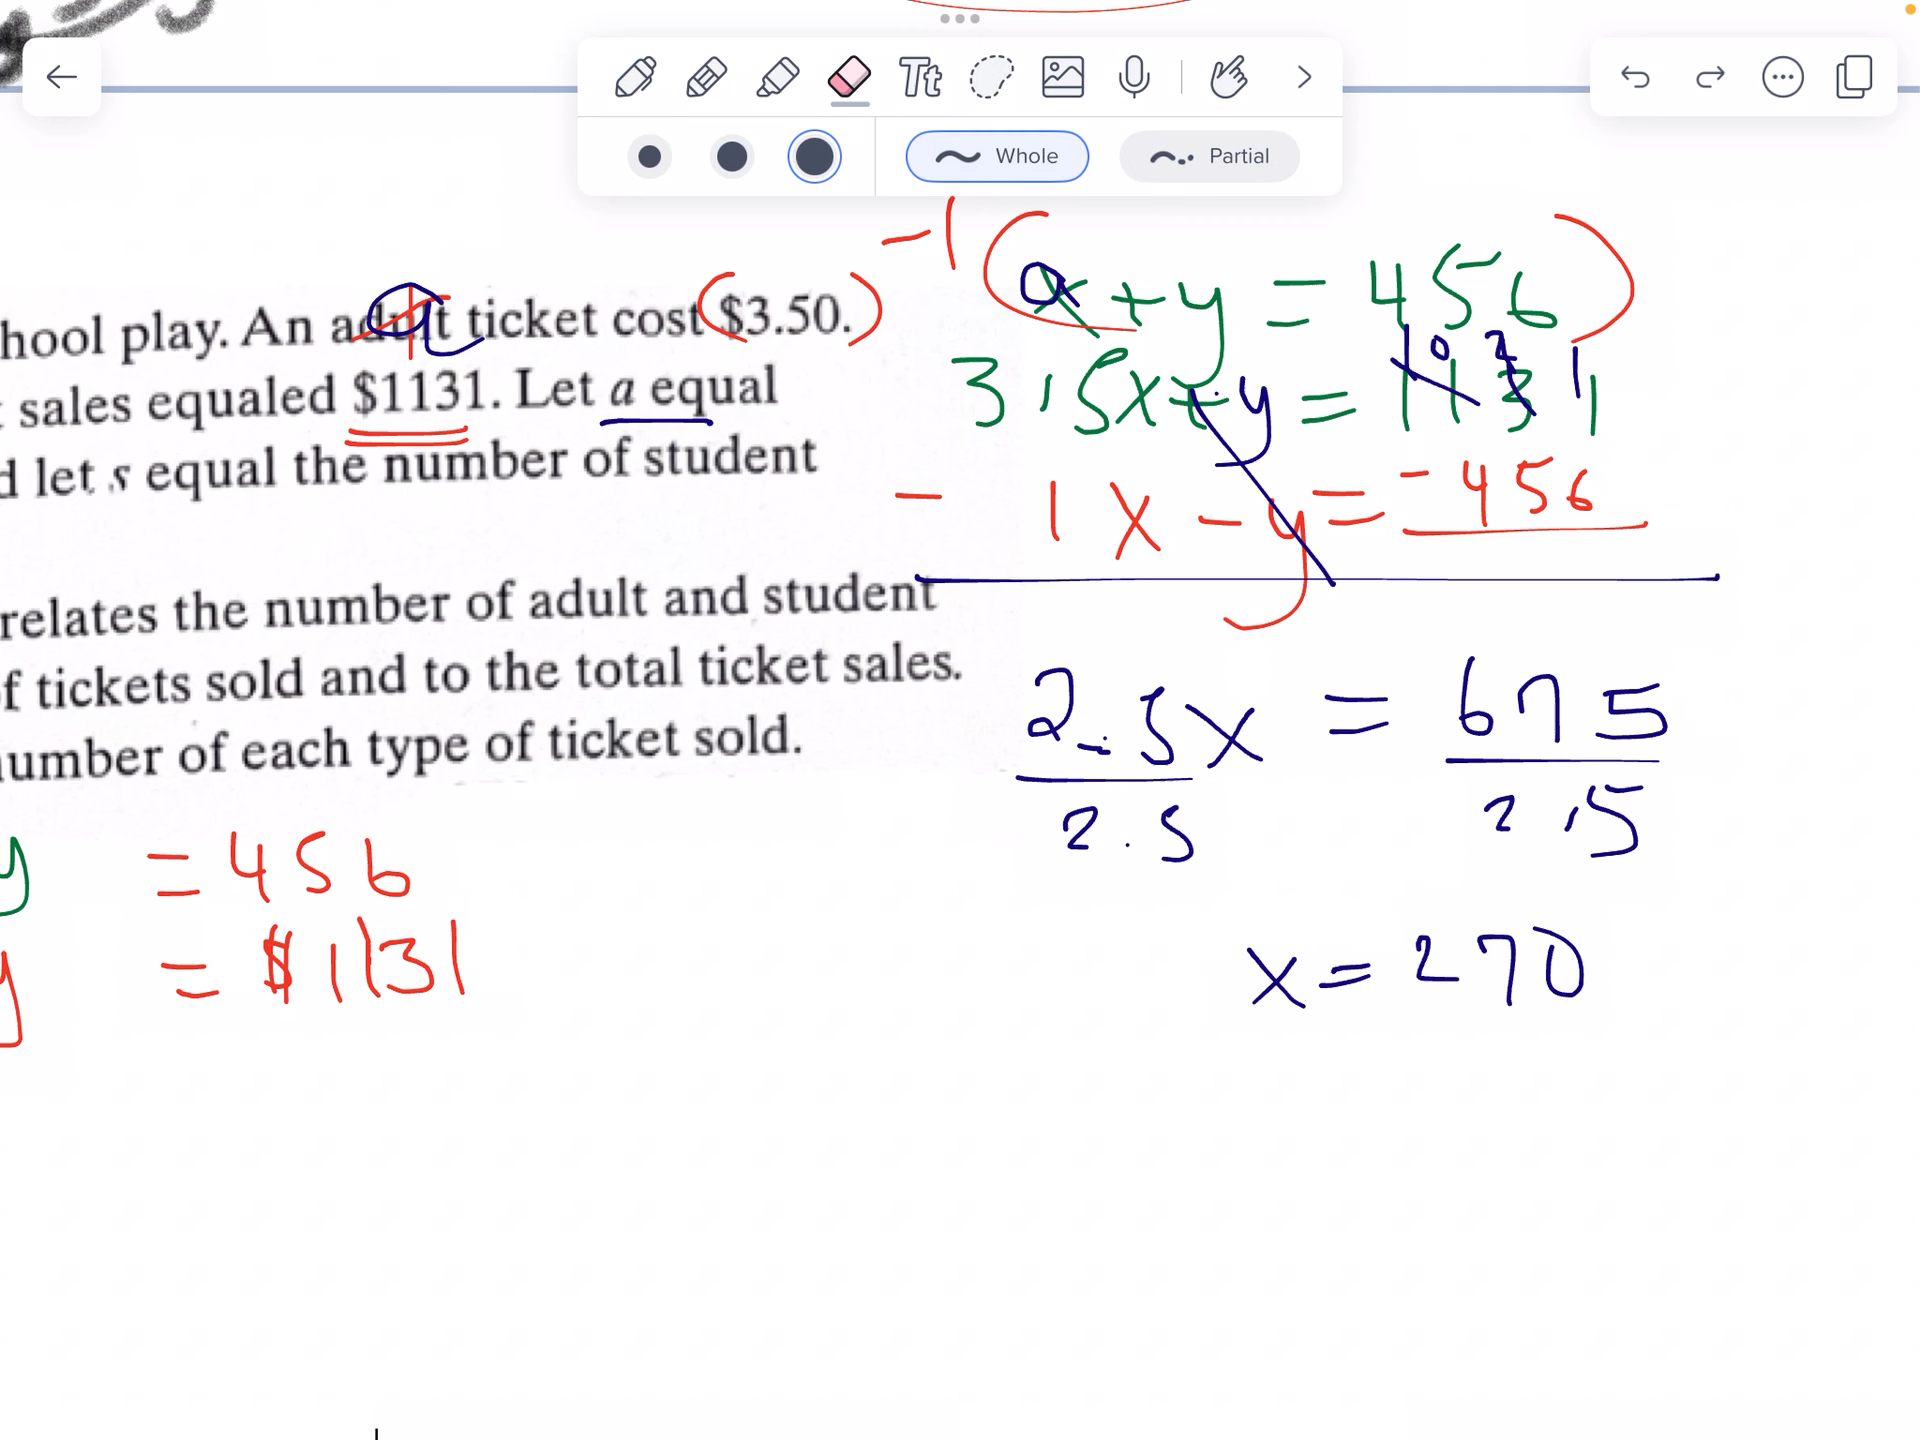 Whole
Partial
hool play. An adult ticket cost ($3.50.)
sales equaled $1131. Let a equal
d let s equal the number of student
relates the number of adult and student
f tickets sold and to the total ticket sales.
umber of each type of ticket sold.
y = 456
y = $1131
-1(a + y = 456)
3.5x + y = 1131
- 1x - y = -456
2.5x = 675
2.5 2.5
x = 270